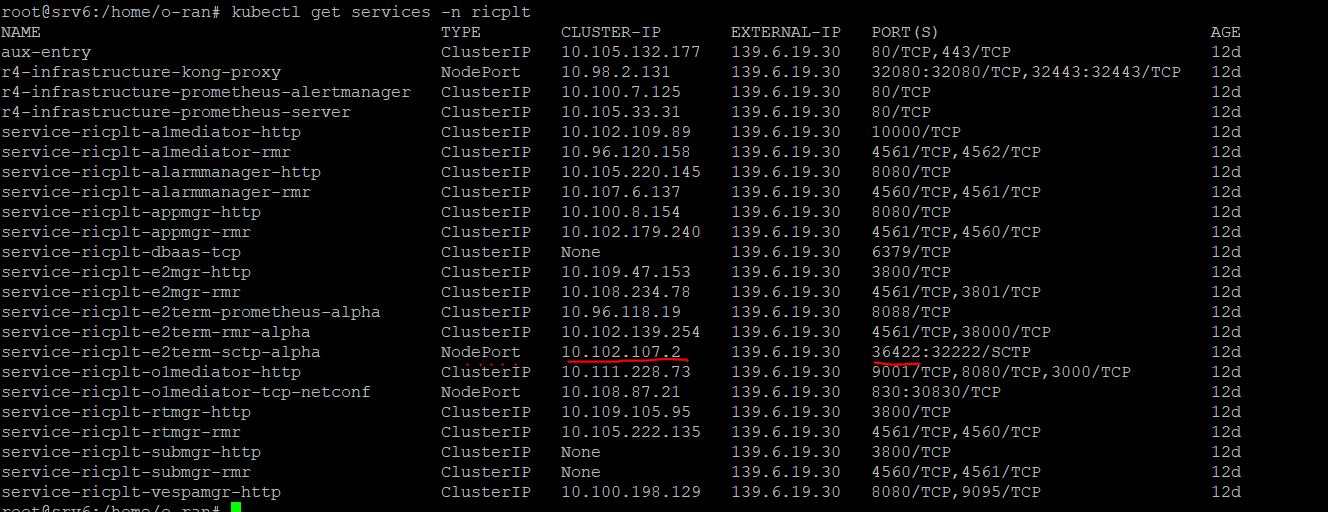 root@srv6:/home/o-ran# kubectl get services -n ricplt
NAME TYPE CLUSTER-IP EXTERNAL-IP PORT(S) AGE
aux-entry ClusterIP 10.105.132.177 139.6.19.30 80/TCP,443/TCP 12d
r4-infrastructure-kong-proxy NodePort 10.98.2.131 139.6.19.30 32080:32080/TCP,32443:32443/TCP 12d
r4-infrastructure-prometheus-alertmanager ClusterIP 10.100.7.125 139.6.19.30 80/TCP 12d
r4-infrastructure-prometheus-server ClusterIP 10.105.33.31 139.6.19.30 80/TCP 12d
service-ricplt-a1mediator-http ClusterIP 10.102.109.89 139.6.19.30 10000/TCP 12d
service-ricplt-a1mediator-rmr ClusterIP 10.96.120.158 139.6.19.30 4561/TCP,4562/TCP 12d
service-ricplt-alarmmanager-http ClusterIP 10.105.220.145 139.6.19.30 8080/TCP 12d
service-ricplt-alarmmanager-rmr ClusterIP 10.107.6.137 139.6.19.30 4560/TCP,4561/TCP 12d
service-ricplt-appmgr-http ClusterIP 10.100.8.154 139.6.19.30 8080/TCP 12d
service-ricplt-appmgr-rmr ClusterIP 10.102.179.240 139.6.19.30 4561/TCP,4560/TCP 12d
service-ricplt-dbaas-tcp ClusterIP None 139.6.19.30 6379/TCP 12d
service-ricplt-e2mgr-http ClusterIP 10.109.47.153 139.6.19.30 3800/TCP 12d
service-ricplt-e2mgr-rmr ClusterIP 10.108.234.78 139.6.19.30 4561/TCP,3801/TCP 12d
service-ricplt-e2term-prometheus-alpha ClusterIP 10.96.118.19 139.6.19.30 8088/TCP 12d
service-ricplt-e2term-rmr-alpha ClusterIP 10.102.139.254 139.6.19.30 4561/TCP,38000/TCP 12d
service-ricplt-e2term-sctp-alpha NodePort 10.102.107.2 139.6.19.30 36422:32222/SCTP 12d
service-ricplt-o1mediator-http ClusterIP 10.111.228.73 139.6.19.30 9001/TCP,8080/TCP,3000/TCP 12d
service-ricplt-o1mediator-tcp-netconf NodePort 10.108.87.21 139.6.19.30 830:30830/TCP 12d
service-ricplt-rtmgr-http ClusterIP 10.109.105.95 139.6.19.30 3800/TCP 12d
service-ricplt-rtmgr-rmr ClusterIP 10.105.222.135 139.6.19.30 4561/TCP,4560/TCP 12d
service-ricplt-submgr-http ClusterIP None 139.6.19.30 3800/TCP 12d
service-ricplt-submgr-rmr ClusterIP None 139.6.19.30 4560/TCP,4561/TCP 12d
service-ricplt-vespamgr-http ClusterIP 10.100.198.129 139.6.19.30 8080/TCP,9095/TCP 12d
root@srv6:/home/o-ran#